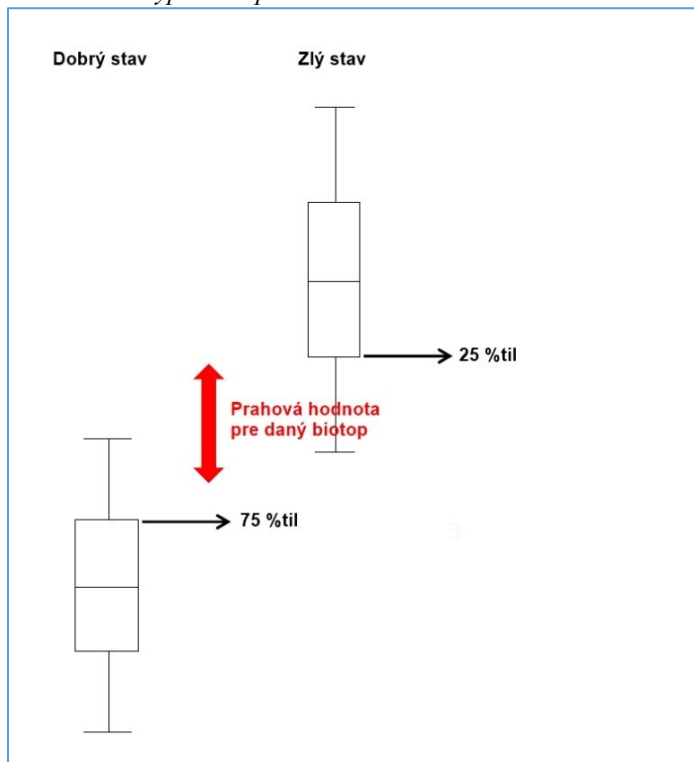 Dobrý stav
Zlý stav
25 %til
Prahová hodnota
pre daný biotop
75 %til